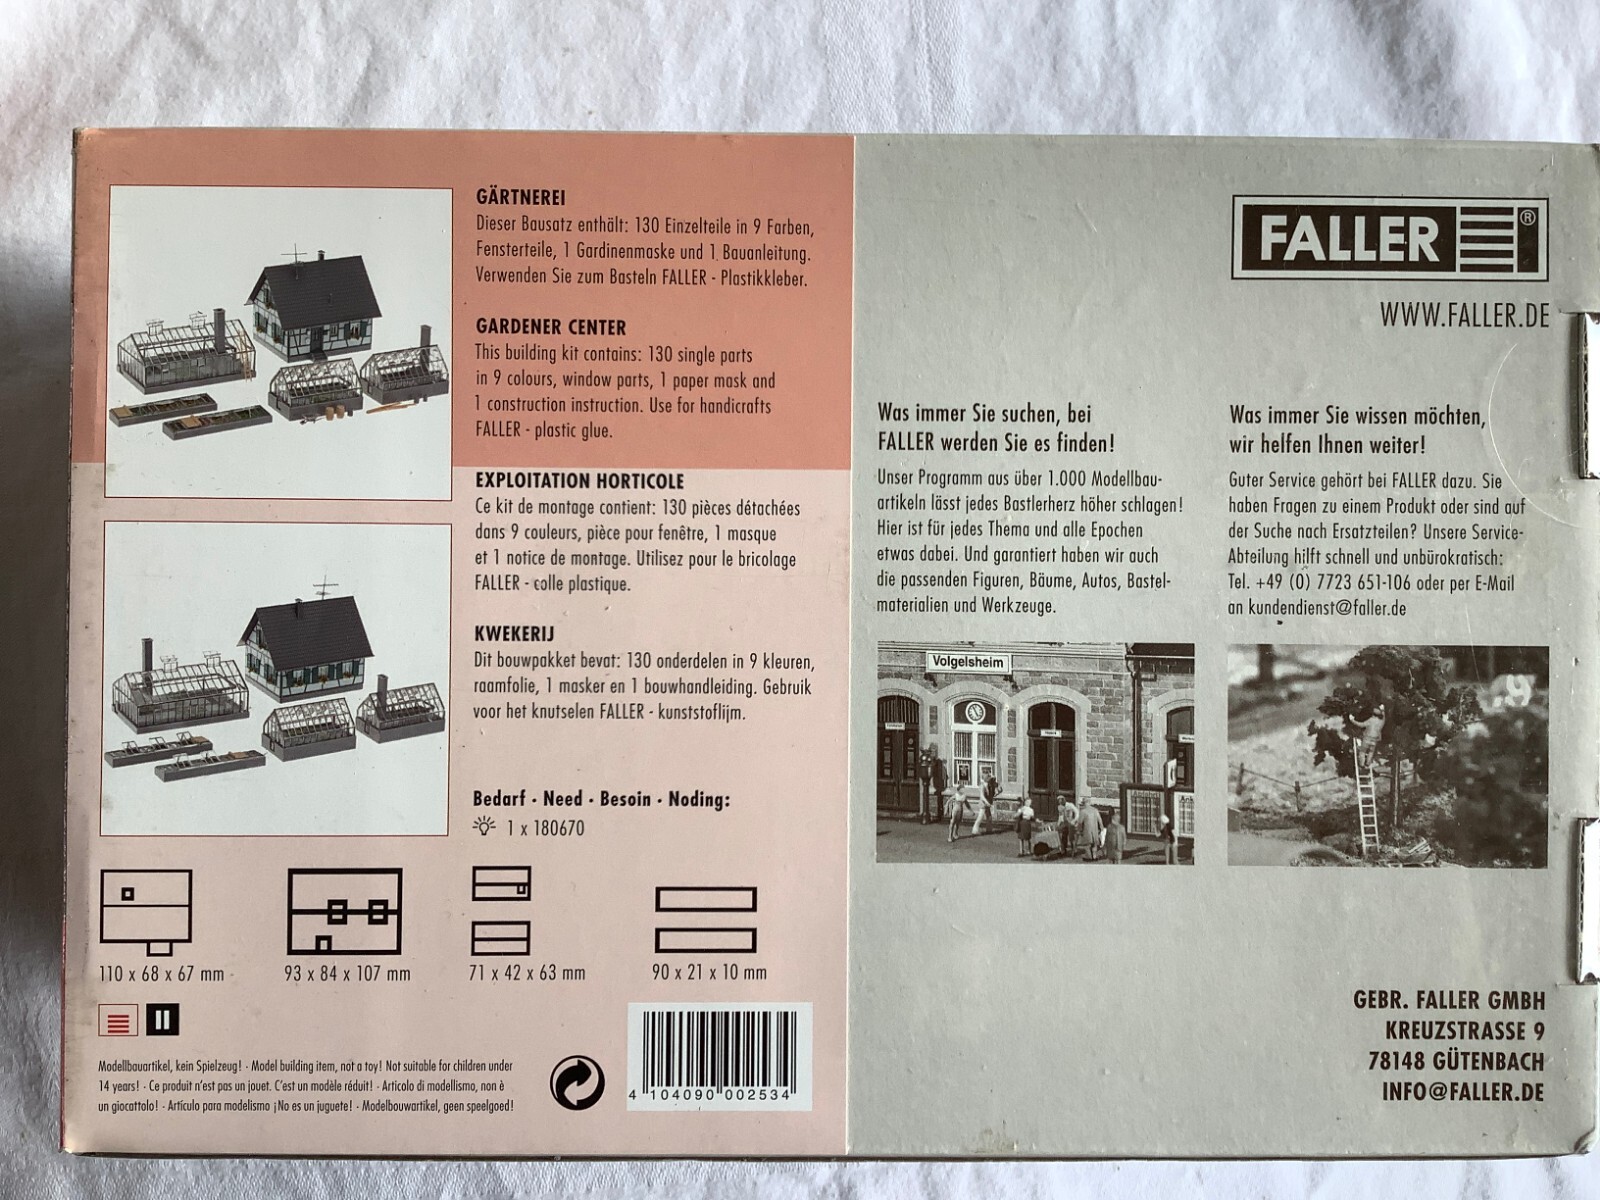 GÄRTNEREI
Dieser Bausatz enthält: 130 Einzelteile in 9 Farben,
Fensterteile, 1 Gardinenmaske und 1 Bauanleitung.
Verwenden Sie zum Basteln FALLER - Plastikkleber.
GARDENER CENTER
This building kit contains: 130 single parts
in 9 colours, window parts, 1 paper mask and
1 construction instruction. Use for handicrafts
FALLER - plastic glue.
EXPLOITATION HORTICOLE
Ce kit de montage contient: 130 pièces détachées
dans 9 couleurs, pièce pour fenêtre, 1 masque
et 1 notice de montage. Utilisez pour le bricolage
FALLER - colle plastique.
KWEKERIJ
Dit bouwpakket bevat: 130 onderdelen in 9 kleuren,
raamfolie, 1 masker en 1 bouwhandleiding. Gebruik
voor het knutselen FALLER - kunststoflijm.
Bedarf · Need · Besoin · Noding:
1 x 180670
110 x 68 x 67 mm
93 x 84 x 107 mm
71 x 42 x 63 mm
90 x 21 x 10 mm
II
Modellbauartikel, kein Spielzeug! · Model building item, not a toy! Not suitable for children under
14 years! · Ce produit n'est pas un jouet. C'est un modèle réduit! · Articolo di modellismo, non è
un giocattolo! · Artículo para modelismo ¡No es un juguete! · Modelbouwartikel, geen speelgoed!
4 104090 002534
FALLER ®
WWW.FALLER.DE
Was immer Sie suchen, bei
FALLER werden Sie es finden!
Unser Programm aus über 1.000 Modellbau-
artikeln lässt jedes Bastlerherz höher schlagen!
Hier ist für jedes Thema und alle Epochen
etwas dabei. Und garantiert haben wir auch
die passenden Figuren, Bäume, Autos, Bastel-
materialien und Werkzeuge.
Was immer Sie wissen möchten,
wir helfen Ihnen weiter!
Guter Service gehört bei FALLER dazu. Sie
haben Fragen zu einem Produkt oder sind auf
der Suche nach Ersatzteilen? Unsere Service-
Abteilung hilft schnell und unbürokratisch:
Tel. +49 (0) 7723 651-106 oder per E-Mail
an kundendienst@faller.de
Volgelsheim
GEBR. FALLER GMBH
KREUZSTRASSE 9
78148 GÜTENBACH
INFO@FALLER.DE